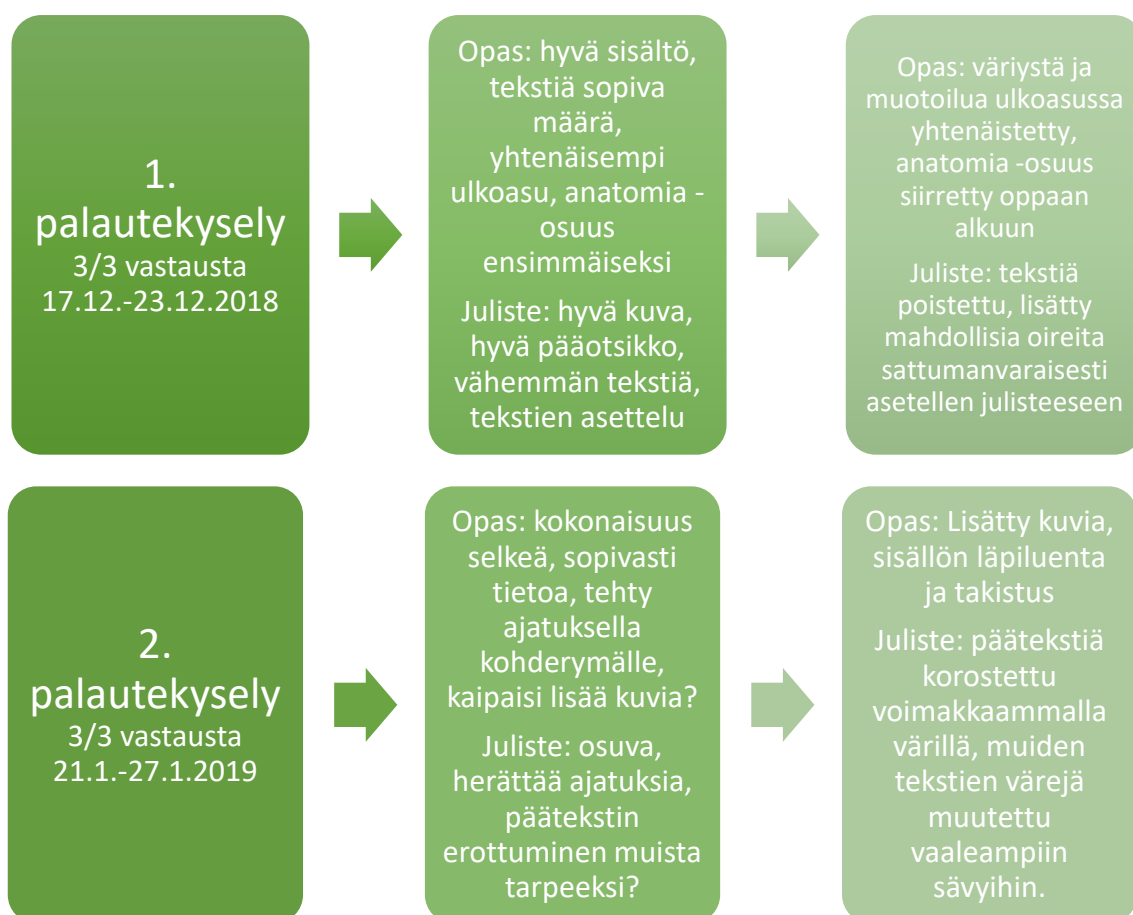 1.
palautekysely
3/3 vastausta
17.12.-23.12.2018
Opas: hyvä sisältö,
tekstiä sopiva
määrä,
yhtenäisempi
ulkoasu, anatomia -
osuus
ensimmäiseksi
Juliste: hyvä kuva,
hyvä pääotsikko,
vähemmän tekstiä,
tekstien asettelu
Opas: väriystä ja
muotoilua ulkoasussa
yhtenäistetty,
anatomia -osuus
siirretty oppaan
alkuun
Juliste: tekstiä
poistettu, lisätty
mahdollisia oireita
sattumanvaraisesti
asetellen julisteeseen
2.
palautekysely
3/3 vastausta
21.1.-27.1.2019
Opas: kokonaisuus
selkeä, sopivasti
tietoa, tehty
ajatuksella
kohderymälle,
kaipaisi lisää kuvia?
Juliste: osuva,
herättää ajatuksia,
päätekstin
erottuminen muista
tarpeeksi?
Opas: Lisätty kuvia,
sisällön läpiluenta
ja takistus
Juliste: päätekstiä
korostettu
voimakkaammalla
värillä, muiden
tekstien värejä
muutettu
vaaleampiin
sävyihin.